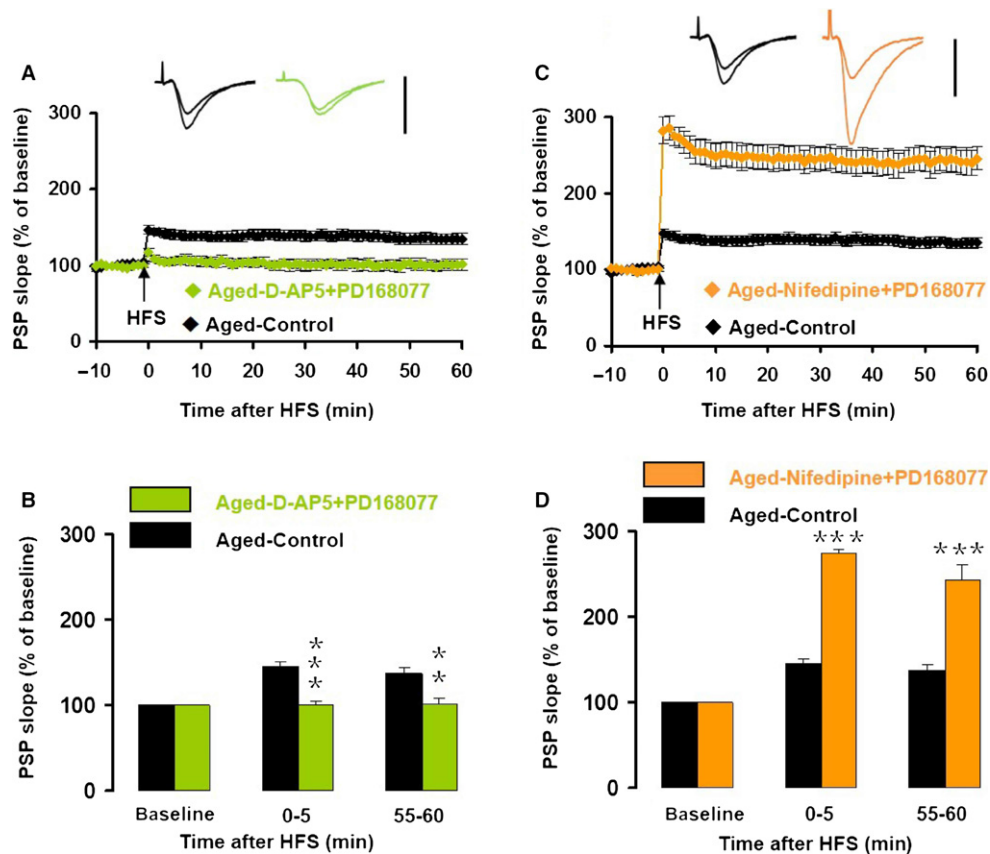 A
PSP slope (% of baseline)
300
200
100
0
HFS
Aged-D-AP5+PD168077
Aged-Control
−10 0 10 20 30 40 50 60
Time after HFS (min)
C
PSP slope (% of baseline)
300
200
100
0
HFS
Aged-Nifedipine+PD168077
Aged-Control
−10 0 10 20 30 40 50 60
Time after HFS (min)
B
Aged-D-AP5+PD168077
Aged-Control
PSP slope (% of baseline)
300
200
100
0
***
**
Baseline 0-5 55-60
Time after HFS (min)
D
Aged-Nifedipine+PD168077
Aged-Control
PSP slope (% of baseline)
300
200
100
0
***
***
Baseline 0-5 55-60
Time after HFS (min)